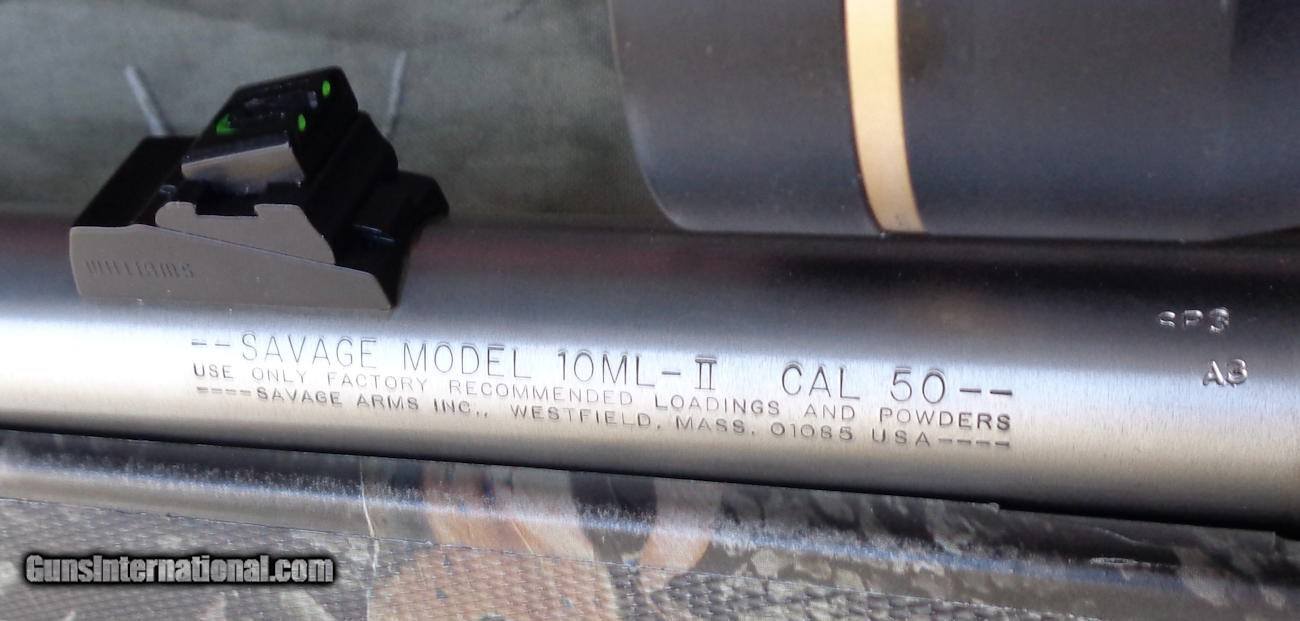 WILLIAMS
SP3
A3
--SAVAGE MODEL 10ML-II CAL 50--
USE ONLY FACTORY RECOMMENDED LOADINGS AND POWDERS
----SAVAGE ARMS INC., WESTFIELD, MASS. 01085 USA----
GunsInternational.com